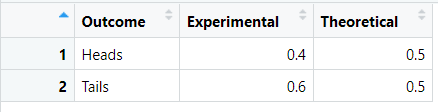 Outcome Experimental Theoretical
1 Heads 0.4 0.5
2 Tails 0.6 0.5